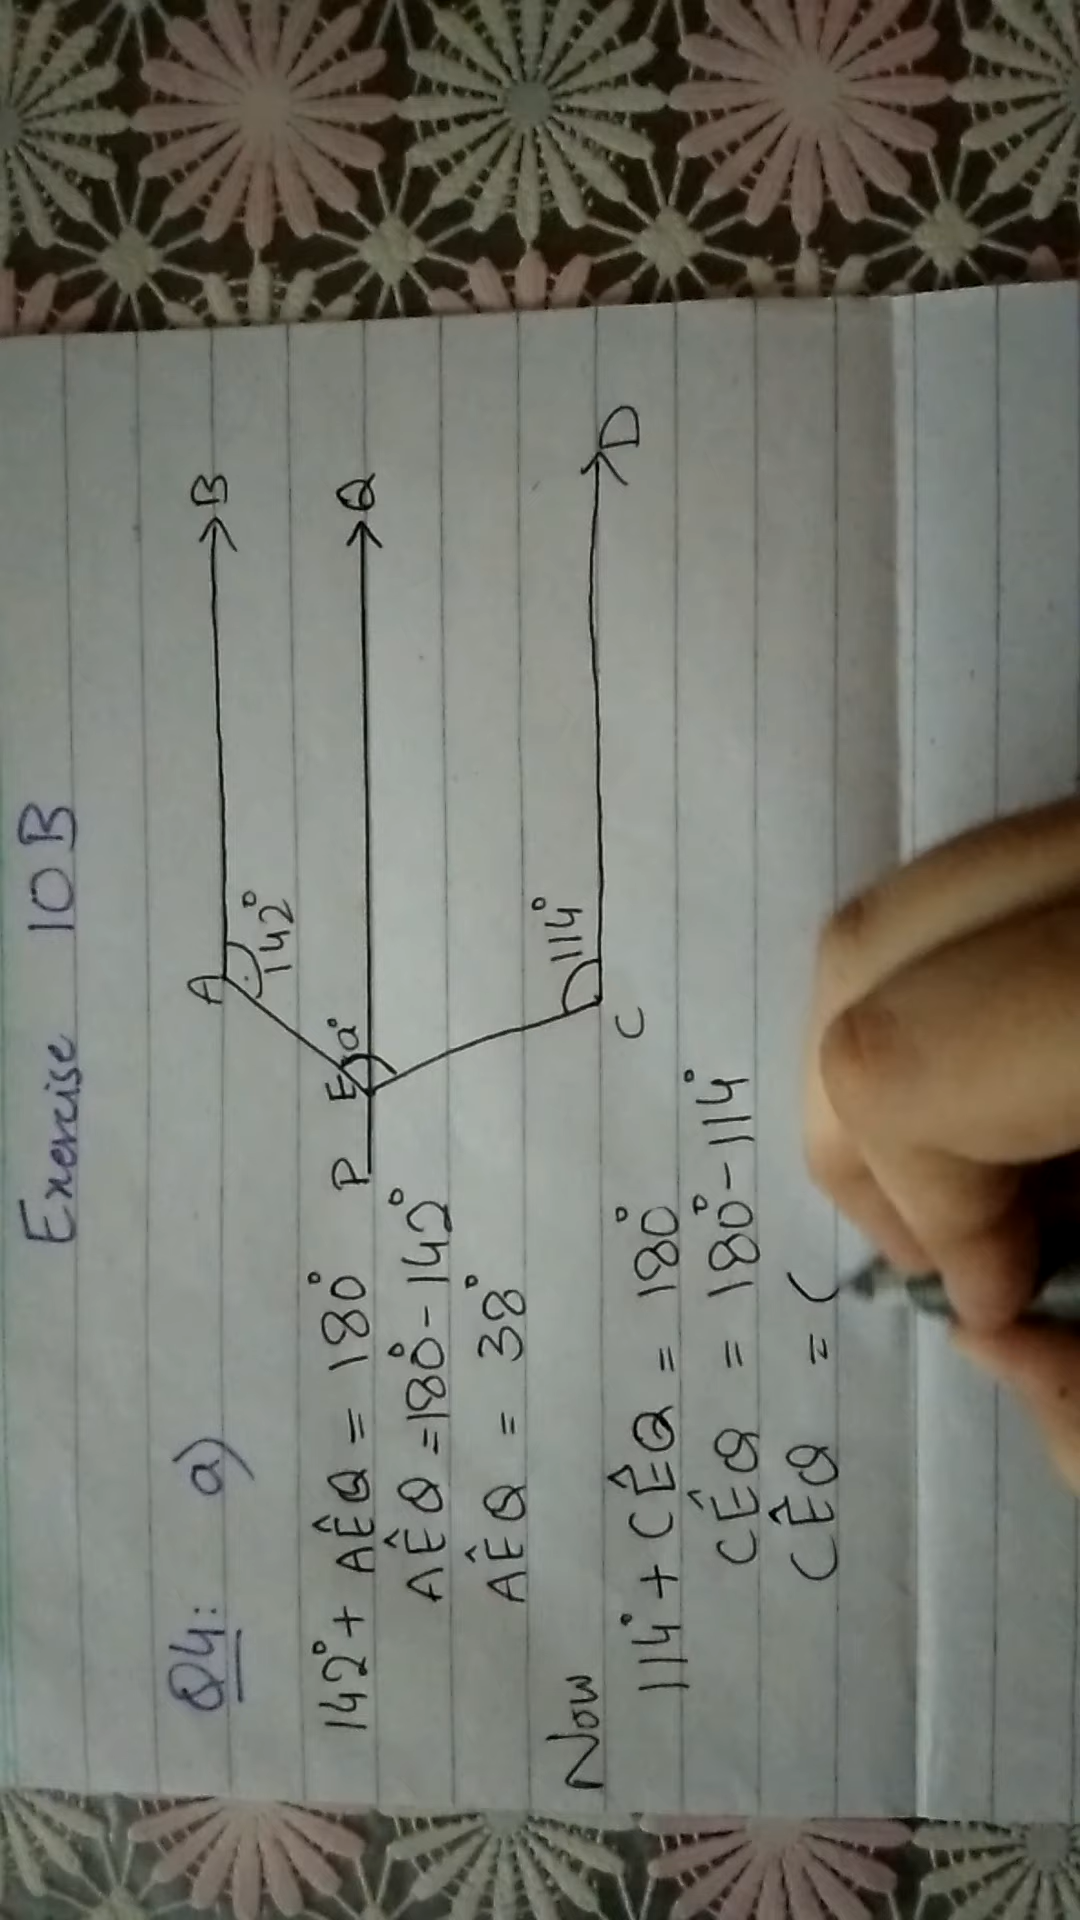 Exercise 10B
Q4: a)
A B
142°
P E a° Q
114°
C D
142° + AÊQ = 180°
AÊQ = 180° - 142°
AÊQ = 38°
Now
114° + CÊQ = 180°
CÊQ = 180° - 114°
CÊQ = (